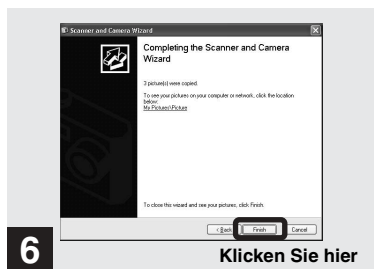 Scanner and Camera Wizard
Completing the Scanner and Camera
Wizard
3 picture(s) were copied.
To see your pictures on your computer or network, click the location
below:
My Pictures\Picture
To close this wizard and see your pictures, click Finish.
< Back Finish Cancel
6 Klicken Sie hier